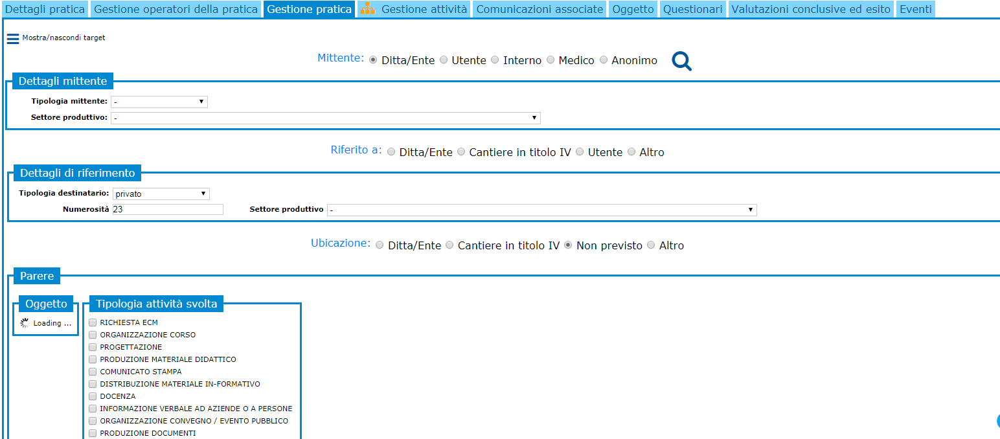 Dettagli pratica Gestione operatori della pratica Gestione pratica Gestione attività Comunicazioni associate Oggetto Questionari Valutazioni conclusive ed esito Eventi
Mostra/nascondi target
Mittente: Ditta/Ente Utente Interno Medico Anonimo
Dettagli mittente
Tipologia mittente: -
Settore produttivo: -
Riferito a: Ditta/Ente Cantiere in titolo IV Utente Altro
Dettagli di riferimento
Tipologia destinatario: privato
Numerosità 23 Settore produttivo -
Ubicazione: Ditta/Ente Cantiere in titolo IV Non previsto Altro
Parere
Oggetto Tipologia attività svolta
Loading ... RICHIESTA ECM
ORGANIZZAZIONE CORSO
PROGETTAZIONE
PRODUZIONE MATERIALE DIDATTICO
COMUNICATO STAMPA
DISTRIBUZIONE MATERIALE IN-FORMATIVO
DOCENZA
INFORMAZIONE VERBALE AD AZIENDE O A PERSONE
ORGANIZZAZIONE CONVEGNO / EVENTO PUBBLICO
PRODUZIONE DOCUMENTI